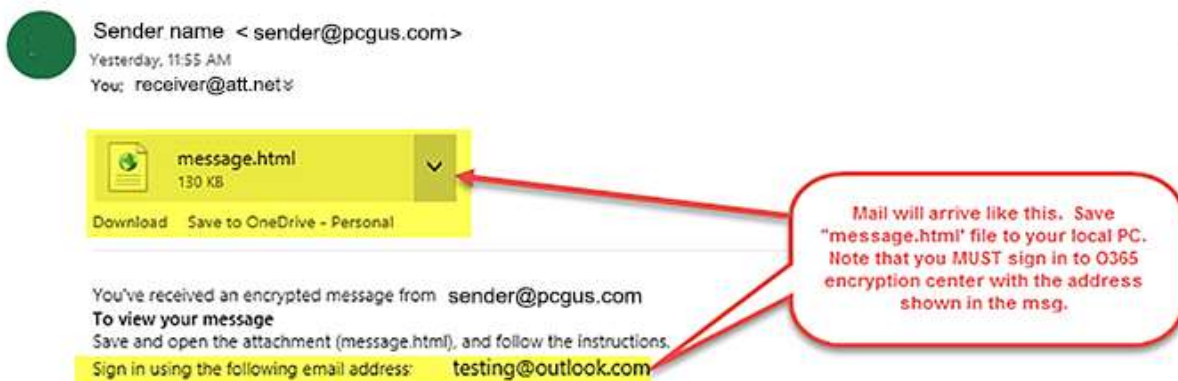 Sender name < sender@pcgus.com>
Yesterday, 11:55 AM
You: receiver@att.net
message.html
130 KB
Download Save to OneDrive - Personal
Mail will arrive like this. Save
"message.html' file to your local PC.
Note that you MUST sign in to O365
encryption center with the address
shown in the msg.
You've received an encrypted message from sender@pcgus.com
To view your message
Save and open the attachment (message.html), and follow the instructions.
Sign in using the following email address: testing@outlook.com